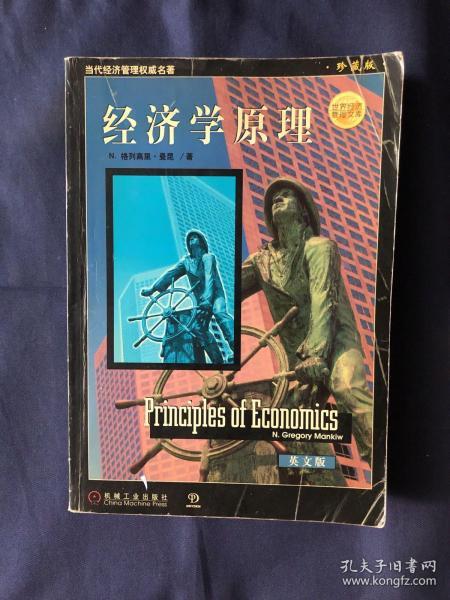 当代经济管理权威名著
·珍藏版
世界经济
管理文库
经济学原理
N. 格列高里·曼昆 /著
Principles of Economics
N. Gregory Mankiw
英文版
机械工业出版社
China Machine Press
孔夫子旧书网
www.kongfz.com